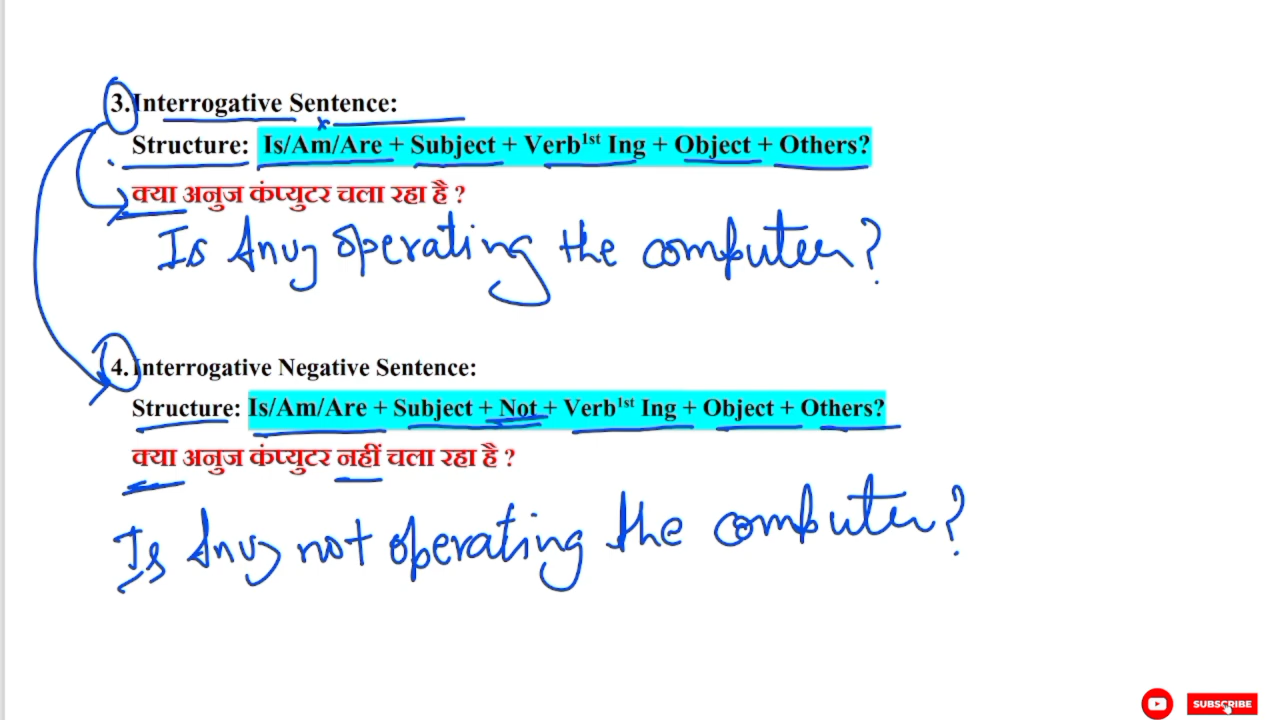 3. Interrogative Sentence:
Structure: Is/Am/Are + Subject + Verb1st Ing + Object + Others?
क्या अनुज कंप्युटर चला रहा है ?
Is Anuj operating the computer?
4. Interrogative Negative Sentence:
Structure: Is/Am/Are + Subject + Not + Verb1st Ing + Object + Others?
क्या अनुज कंप्युटर नहीं चला रहा है ?
Is Anuj not operating the computer?
SUBSCRIBE